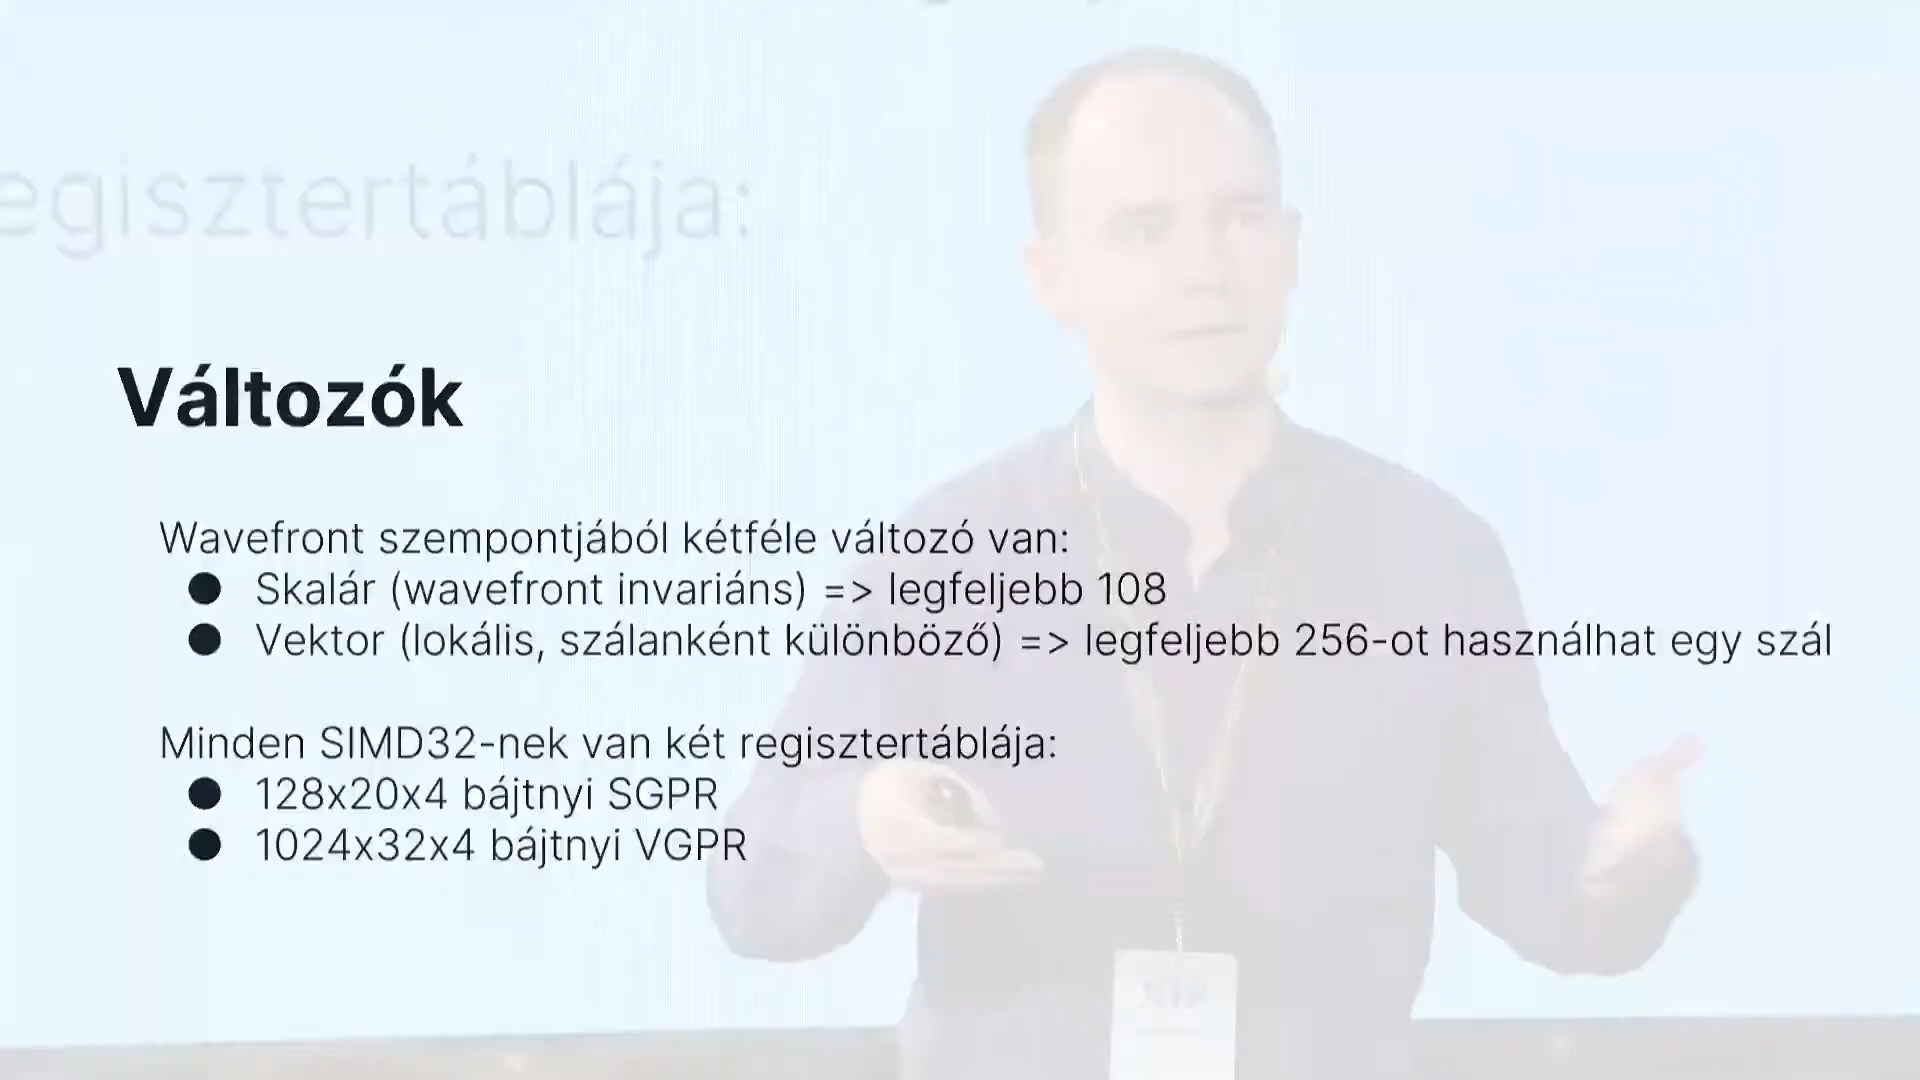 egisztertáblája:
Változók
Wavefront szempontjából kétféle változó van:
● Skalár (wavefront invariáns) => legfeljebb 108
● Vektor (lokális, szálanként különböző) => legfeljebb 256-ot használhat egy szál
Minden SIMD32-nek van két regisztertáblája:
● 128x20x4 bájtnyi SGPR
● 1024x32x4 bájtnyi VGPR